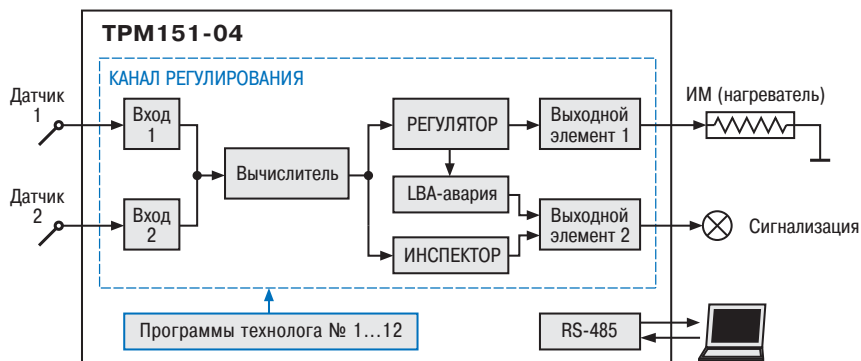 ТРМ151-04
КАНАЛ РЕГУЛИРОВАНИЯ
Датчик
1
Вход
1
Датчик
2
Вход
2
Вычислитель
РЕГУЛЯТОР
LBA-авария
ИНСПЕКТОР
Выходной
элемент 1
Выходной
элемент 2
ИМ (нагреватель)
Сигнализация
Программы технолога № 1...12
RS-485